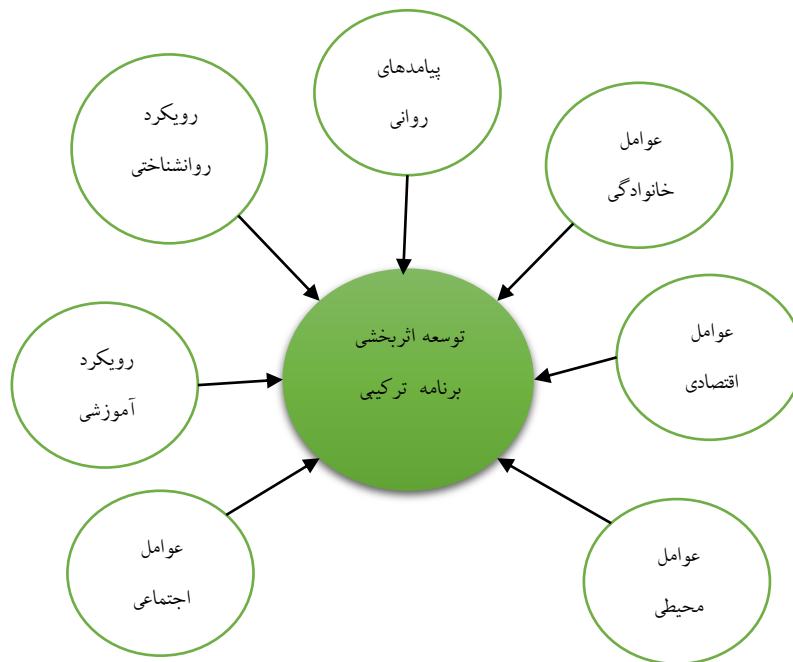 پیامدهای
روانی
رویکرد
روانشناختی
عوامل
خانوادگی
توسعه اثربخشی
برنامه ترکیبی
عوامل
اقتصادی
رویکرد
آموزشی
عوامل
اجتماعی
عوامل
محیطی